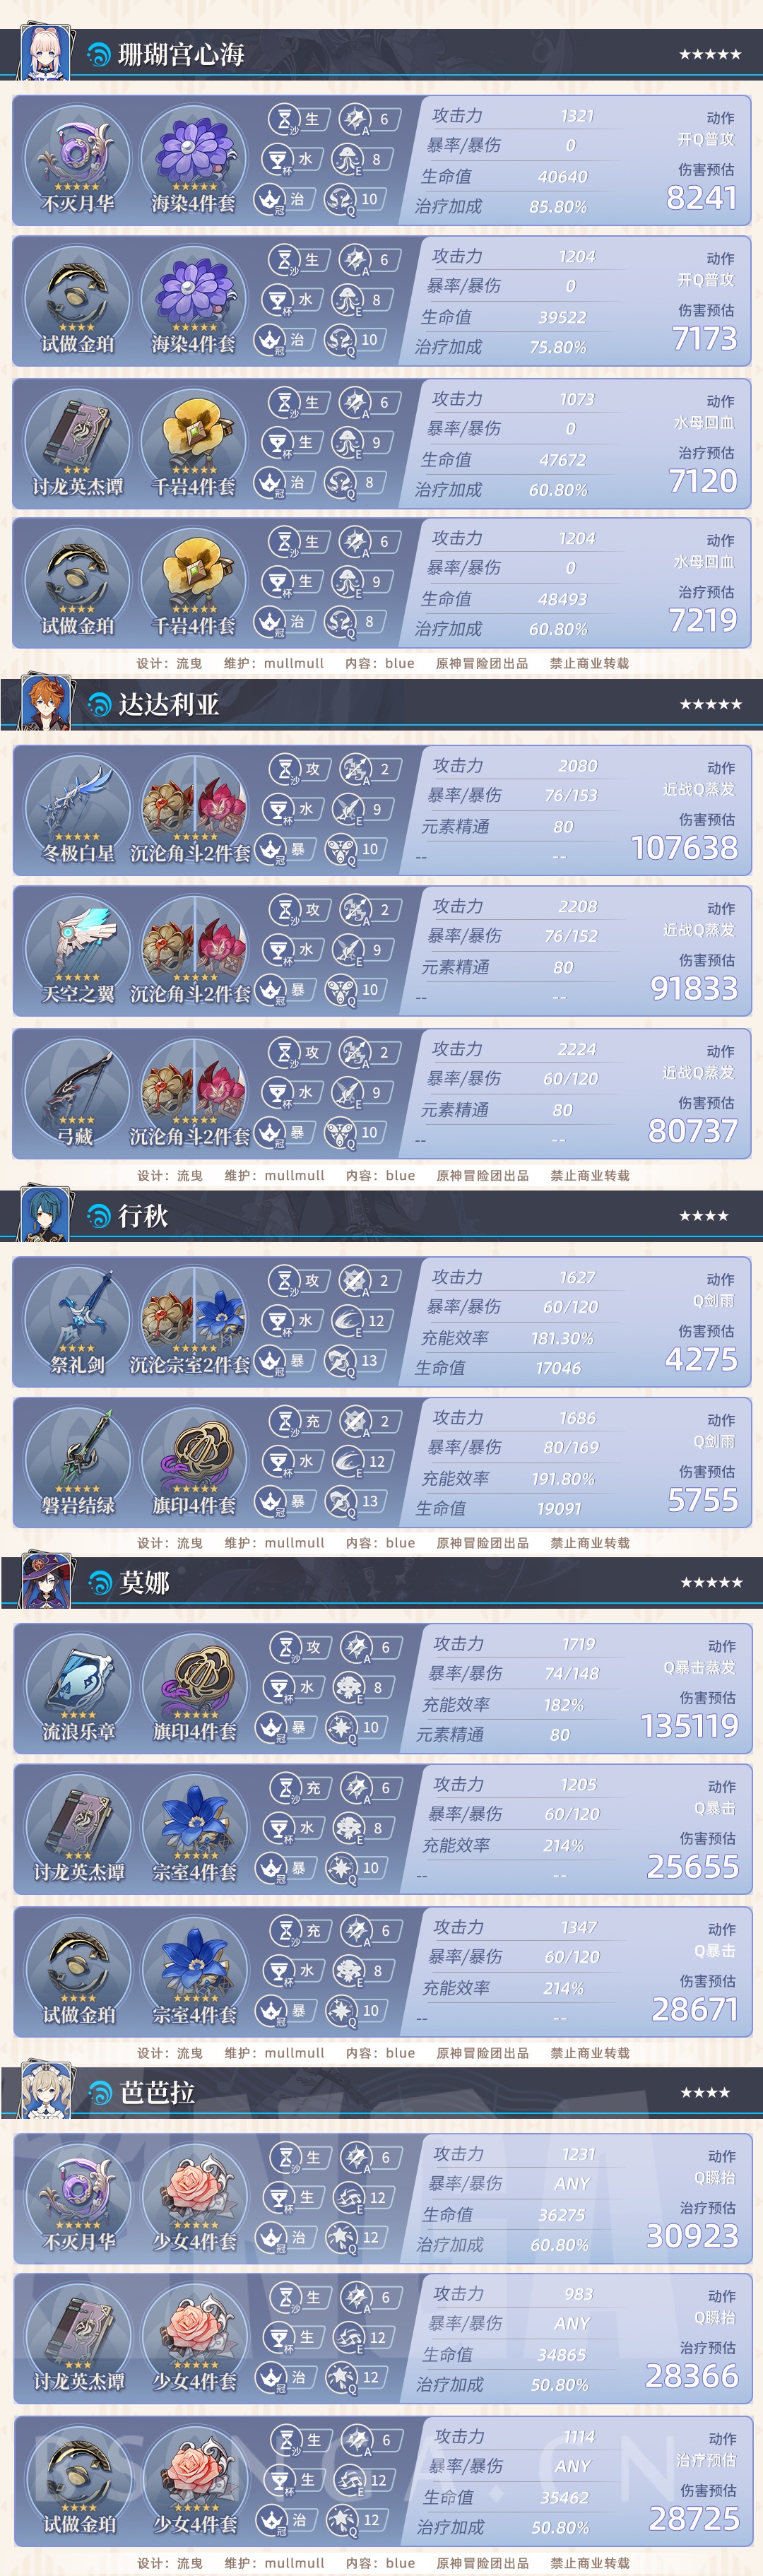 珊瑚宫心海 ★★★★★
沙 生 A 6 攻击力 1321 动作
暴率/暴伤 0 开Q普攻
杯 水 E 8 生命值 40640 伤害预估
不灭月华 海染4件套 冠 治 Q 10 治疗加成 85.80% 8241
沙 生 A 6 攻击力 1204 动作
暴率/暴伤 0 开Q普攻
杯 水 E 8 生命值 39522 伤害预估
试做金珀 海染4件套 冠 治 Q 10 治疗加成 75.80% 7173
沙 生 A 6 攻击力 1073 动作
暴率/暴伤 0 水母回血
杯 生 E 9 生命值 47672 治疗预估
讨龙英杰谭 千岩4件套 冠 治 Q 8 治疗加成 60.80% 7120
沙 生 A 6 攻击力 1204 动作
暴率/暴伤 0 水母回血
杯 生 E 9 生命值 48493 治疗预估
试做金珀 千岩4件套 冠 治 Q 8 治疗加成 60.80% 7219
设计：流曳 维护：mullmull 内容：blue 原神冒险团出品 禁止商业转载
达达利亚 ★★★★★
沙 攻 A 2 攻击力 2080 动作
暴率/暴伤 76/153 近战Q蒸发
杯 水 E 9 元素精通 80 伤害预估
冬极白星 沉沦角斗2件套 冠 暴 Q 10 -- -- 107638
沙 攻 A 2 攻击力 2208 动作
暴率/暴伤 76/152 近战Q蒸发
杯 水 E 9 元素精通 80 伤害预估
天空之翼 沉沦角斗2件套 冠 暴 Q 10 -- -- 91833
沙 攻 A 2 攻击力 2224 动作
暴率/暴伤 60/120 近战Q蒸发
杯 水 E 9 元素精通 80 伤害预估
弓藏 沉沦角斗2件套 冠 暴 Q 10 -- -- 80737
设计：流曳 维护：mullmull 内容：blue 原神冒险团出品 禁止商业转载
行秋 ★★★★
沙 攻 A 2 攻击力 1627 动作
暴率/暴伤 60/120 Q剑雨
杯 水 E 12 充能效率 181.30% 伤害预估
祭礼剑 沉沦宗室2件套 冠 暴 Q 13 生命值 17046 4275
沙 充 A 2 攻击力 1686 动作
暴率/暴伤 80/169 Q剑雨
杯 水 E 12 充能效率 191.80% 伤害预估
磐岩结绿 旗印4件套 冠 暴 Q 13 生命值 19091 5755
设计：流曳 维护：mullmull 内容：blue 原神冒险团出品 禁止商业转载
莫娜 ★★★★★
沙 攻 A 6 攻击力 1719 动作
暴率/暴伤 74/148 Q暴击蒸发
杯 水 E 8 充能效率 182% 伤害预估
流浪乐章 旗印4件套 冠 暴 Q 10 元素精通 80 135119
沙 充 A 6 攻击力 1205 动作
暴率/暴伤 60/120 Q暴击
杯 水 E 8 充能效率 214% 伤害预估
讨龙英杰谭 宗室4件套 冠 暴 Q 10 -- -- 25655
沙 充 A 6 攻击力 1347 动作
暴率/暴伤 60/120 Q暴击
杯 水 E 8 充能效率 214% 伤害预估
试做金珀 宗室4件套 冠 暴 Q 10 -- -- 28671
设计：流曳 维护：mullmull 内容：blue 原神冒险团出品 禁止商业转载
芭芭拉 ★★★★
沙 生 A 6 攻击力 1231 动作
暴率/暴伤 ANY Q瞬抬
杯 生 E 12 生命值 36275 治疗预估
不灭月华 少女4件套 冠 治 Q 12 治疗加成 60.80% 30923
沙 生 A 6 攻击力 983 动作
暴率/暴伤 ANY Q瞬抬
杯 生 E 12 生命值 34865 治疗预估
讨龙英杰谭 少女4件套 冠 治 Q 12 治疗加成 50.80% 28366
沙 生 A 6 攻击力 1114 动作
暴率/暴伤 ANY 治疗预估
杯 生 E 12 生命值 35462 伤害预估
试做金珀 少女4件套 冠 治 Q 12 治疗加成 50.80% 28725
设计：流曳 维护：mullmull 内容：blue 原神冒险团出品 禁止商业转载